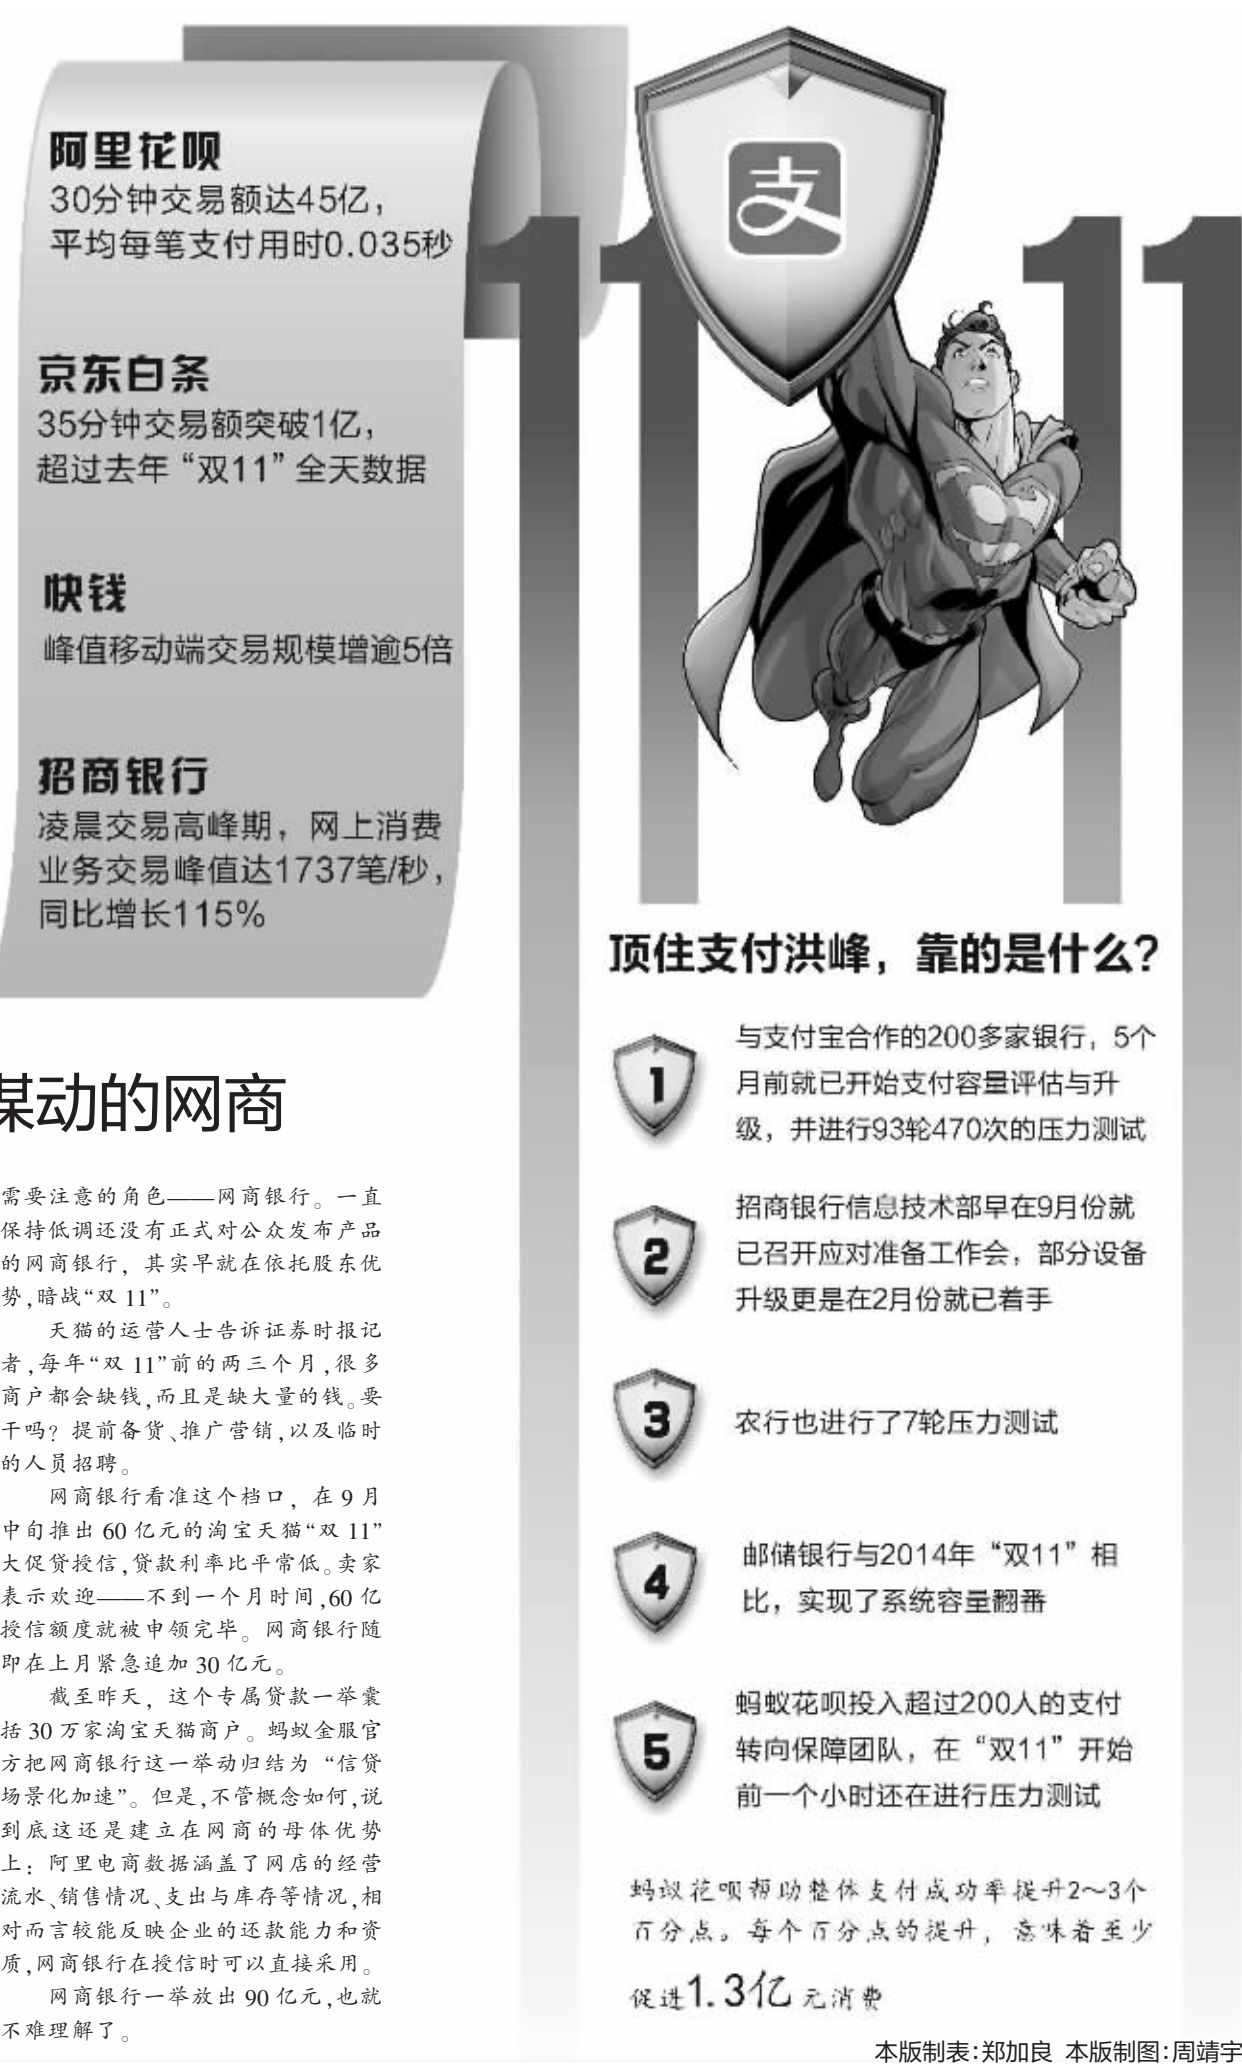 阿里花呗
30分钟交易额达45亿，
平均每笔支付用时0.035秒
京东白条
35分钟交易额突破1亿，
超过去年“双11”全天数据
快钱
峰值移动端交易规模增逾5倍
招商银行
凌晨交易高峰期，网上消费
业务交易峰值达1737笔/秒，
同比增长115%
支
11 11
顶住支付洪峰，靠的是什么？
1
与支付宝合作的200多家银行，5个
月前就已开始支付容量评估与升
级，并进行93轮470次的压力测试
2
招商银行信息技术部早在9月份就
已召开应对准备工作会，部分设备
升级更是在2月份就已着手
3
农行也进行了7轮压力测试
4
邮储银行与2014年“双11”相
比，实现了系统容量翻番
5
蚂蚁花呗投入超过200人的支付
转向保障团队，在“双11”开始
前一个小时还在进行压力测试
蚂蚁花呗帮助整体支付成功率提升2～3个
百分点。每个百分点的提升，意味着至少
促进1.3亿元消费
谋动的网商
需要注意的角色——网商银行。一直
保持低调还没有正式对公众发布产品
的网商银行，其实早就在依托股东优
势，暗战“双11”。
天猫的运营人士告诉证券时报记
者，每年“双11”前的两三个月，很多
商户都会缺钱，而且是缺大量的钱。要
干吗？提前备货、推广营销，以及临时
的人员招聘。
网商银行看准这个档口，在9月
中旬推出60亿元的淘宝天猫“双11”
大促贷授信，贷款利率比平常低。卖家
表示欢迎——不到一个月时间，60亿
授信额度就被申领完毕。网商银行随
即在上月紧急追加30亿元。
截至昨天，这个专属贷款一举囊
括30万家淘宝天猫商户。蚂蚁金服官
方把网商银行这一举动归结为“信贷
场景化加速”。但是，不管概念如何，说
到底这还是建立在网商的母体优势
上：阿里电商数据涵盖了网店的经营
流水、销售情况、支出与库存等情况，相
对而言较能反映企业的还款能力和资
质，网商银行在授信时可以直接采用。
网商银行一举放出90亿元，也就
不难理解了。
本版制表：郑加良 本版制图：周靖宇